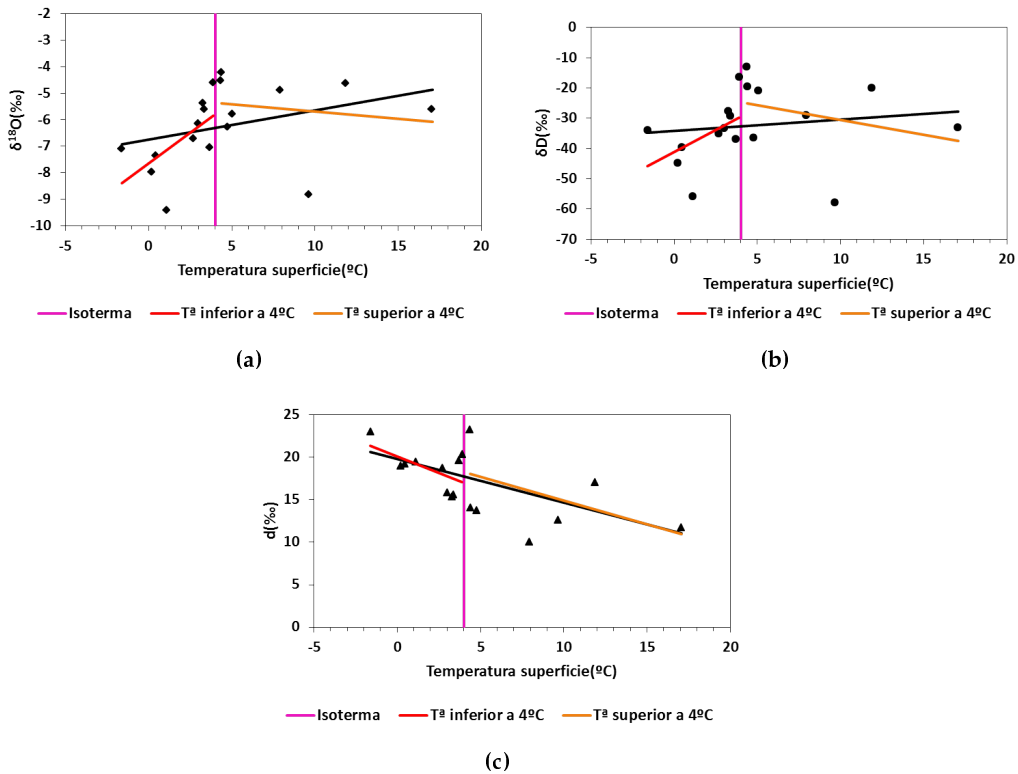 -2
-3
-4
-5
-6
-7
-8
-9
-10
δ¹⁸O(‰)
-5 0 5 10 15 20
Temperatura superficie(ºC)
Isoterma Tª inferior a 4ºC Tª superior a 4ºC
(a)
0
-10
-20
-30
-40
-50
-60
-70
δD(‰)
-5 0 5 10 15 20
Temperatura superficie(ºC)
Isoterma Tª inferior a 4ºC Tª superior a 4ºC
(b)
25
20
15
10
5
0
d(‰)
-5 0 5 10 15 20
Temperatura superficie(ºC)
Isoterma Tª inferior a 4ºC Tª superior a 4ºC
(c)